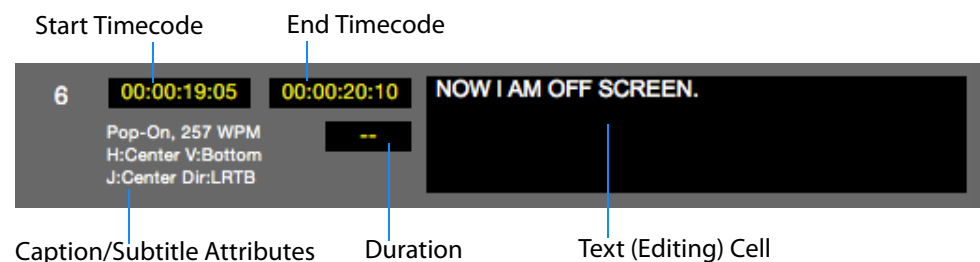 Start Timecode End Timecode
6 00:00:19:05 00:00:20:10 NOW I AM OFF SCREEN.
Pop-On, 257 WPM --
H:Center V:Bottom
J:Center Dir:LRTB
Caption/Subtitle Attributes Duration Text (Editing) Cell